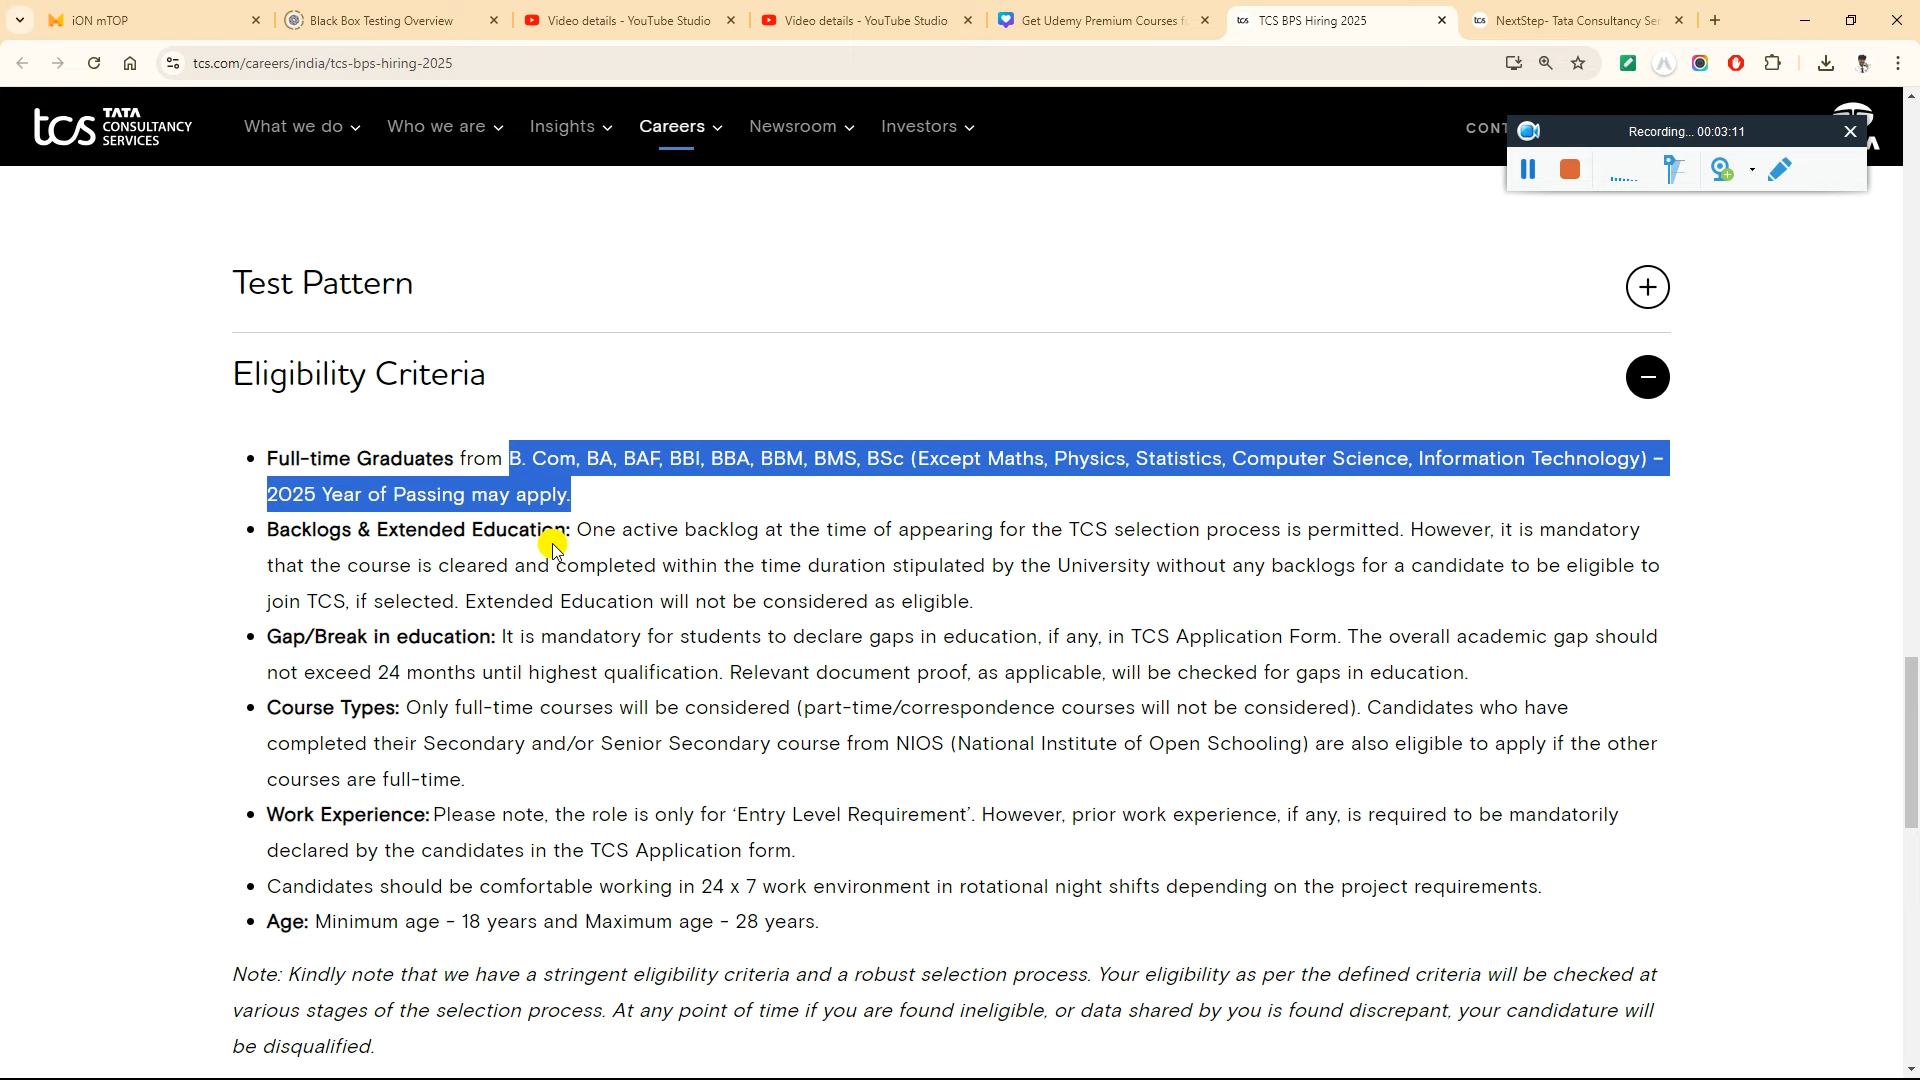 iON mTOP
Black Box Testing Overview
Video details - YouTube Studio
Video details - YouTube Studio
Get Udemy Premium Courses
TCS BPS Hiring 2025
NextStep- Tata Consultancy Ser
tcs.com/careers/india/tcs-bps-hiring-2025
tcs TATA
CONSULTANCY
SERVICES
What we do
Who we are
Insights
Careers
Newsroom
Investors
CONT
Recording... 00:03:11
Test Pattern
Eligibility Criteria
Full-time Graduates from B. Com, BA, BAF, BBI, BBA, BBM, BMS, BSc (Except Maths, Physics, Statistics, Computer Science, Information Technology) –
2025 Year of Passing may apply.
Backlogs & Extended Education: One active backlog at the time of appearing for the TCS selection process is permitted. However, it is mandatory
that the course is cleared and completed within the time duration stipulated by the University without any backlogs for a candidate to be eligible to
join TCS, if selected. Extended Education will not be considered as eligible.
Gap/Break in education: It is mandatory for students to declare gaps in education, if any, in TCS Application Form. The overall academic gap should
not exceed 24 months until highest qualification. Relevant document proof, as applicable, will be checked for gaps in education.
Course Types: Only full-time courses will be considered (part-time/correspondence courses will not be considered). Candidates who have
completed their Secondary and/or Senior Secondary course from NIOS (National Institute of Open Schooling) are also eligible to apply if the other
courses are full-time.
Work Experience: Please note, the role is only for ‘Entry Level Requirement’. However, prior work experience, if any, is required to be mandatorily
declared by the candidates in the TCS Application form.
Candidates should be comfortable working in 24 x 7 work environment in rotational night shifts depending on the project requirements.
Age: Minimum age - 18 years and Maximum age - 28 years.
Note: Kindly note that we have a stringent eligibility criteria and a robust selection process. Your eligibility as per the defined criteria will be checked at
various stages of the selection process. At any point of time if you are found ineligible, or data shared by you is found discrepant, your candidature will
be disqualified.